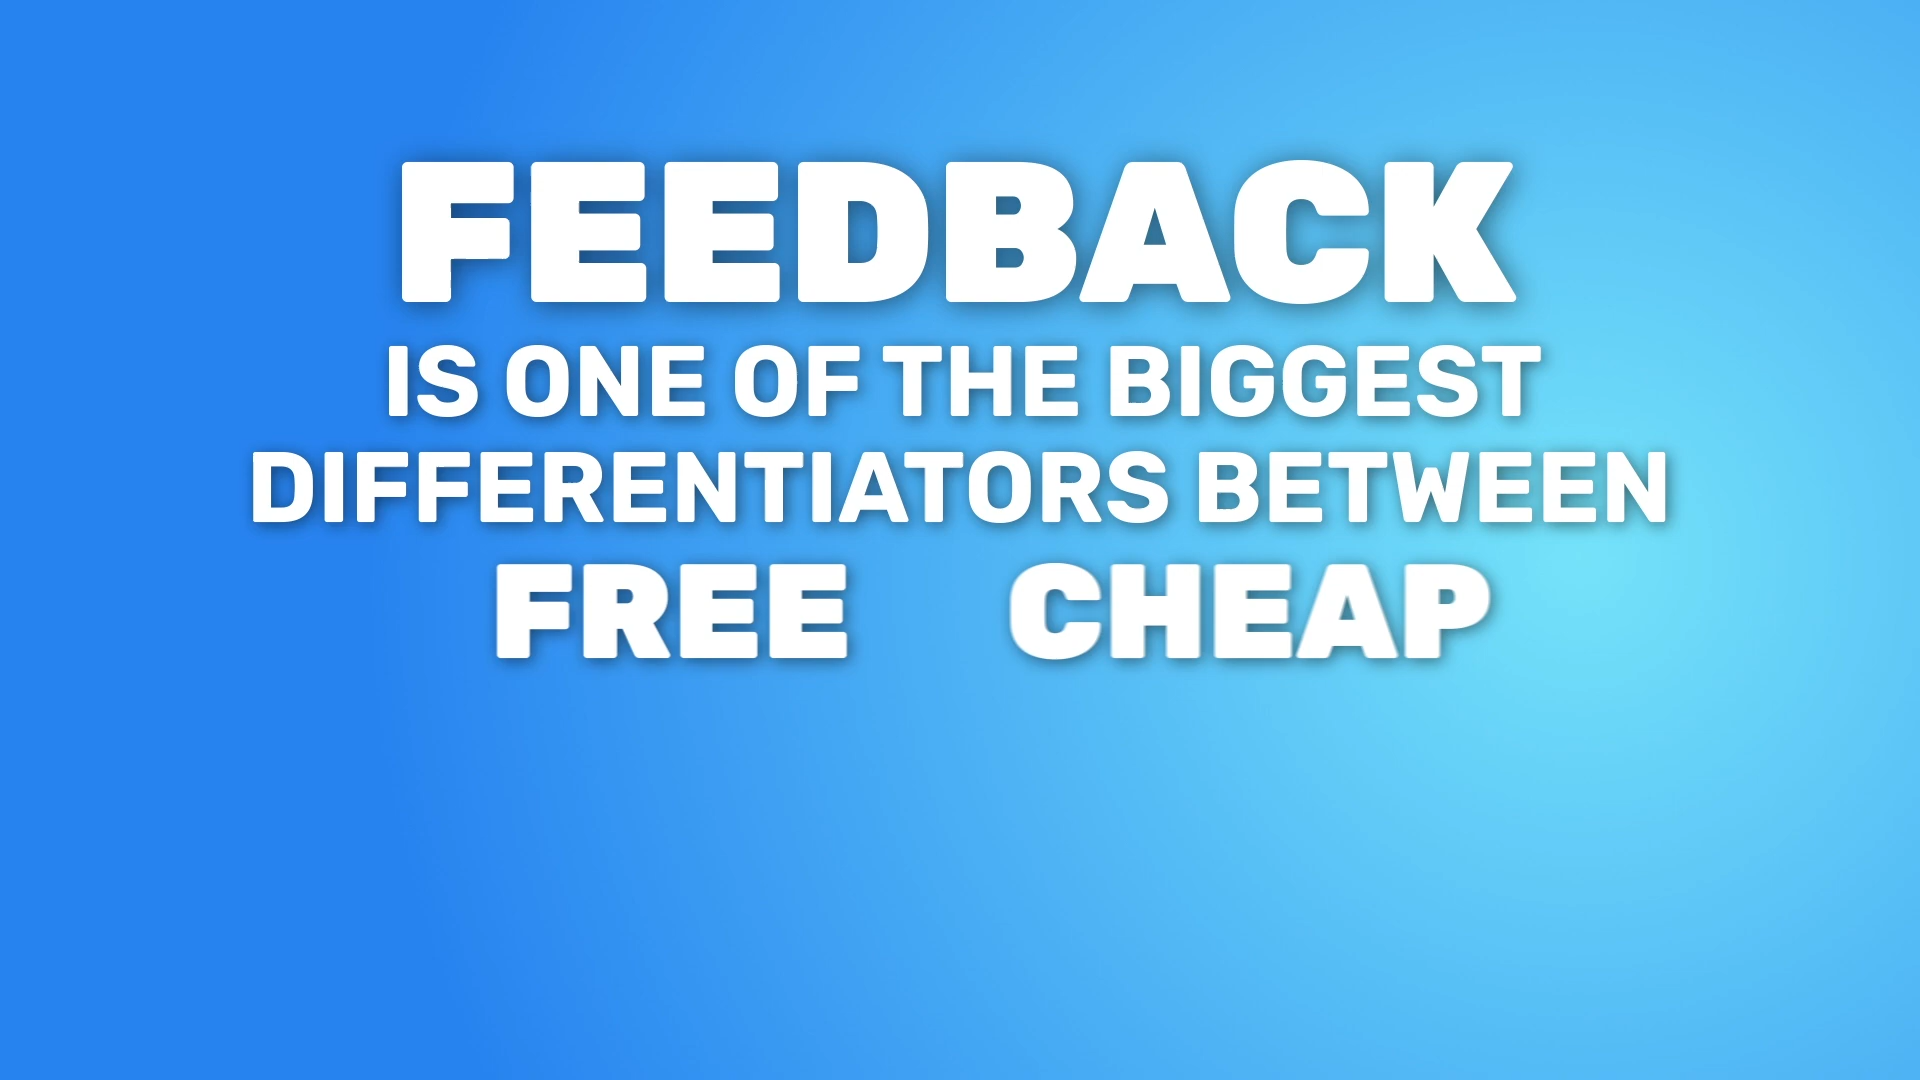 FEEDBACK
IS ONE OF THE BIGGEST
DIFFERENTIATORS BETWEEN
FREE CHEAP